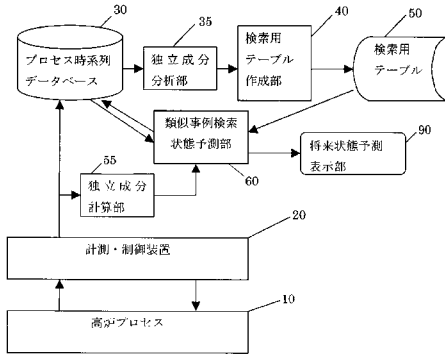 30
35
40
50
プロセス時系列
データベース
独立成分
分析部
検索用
テーブル
作成部
検索用
テーブル
類似事例検索
状態予測部
60
将来状態予測
表示部
90
55
独立成分
計算部
20
計測・制御装置
10
高炉プロセス